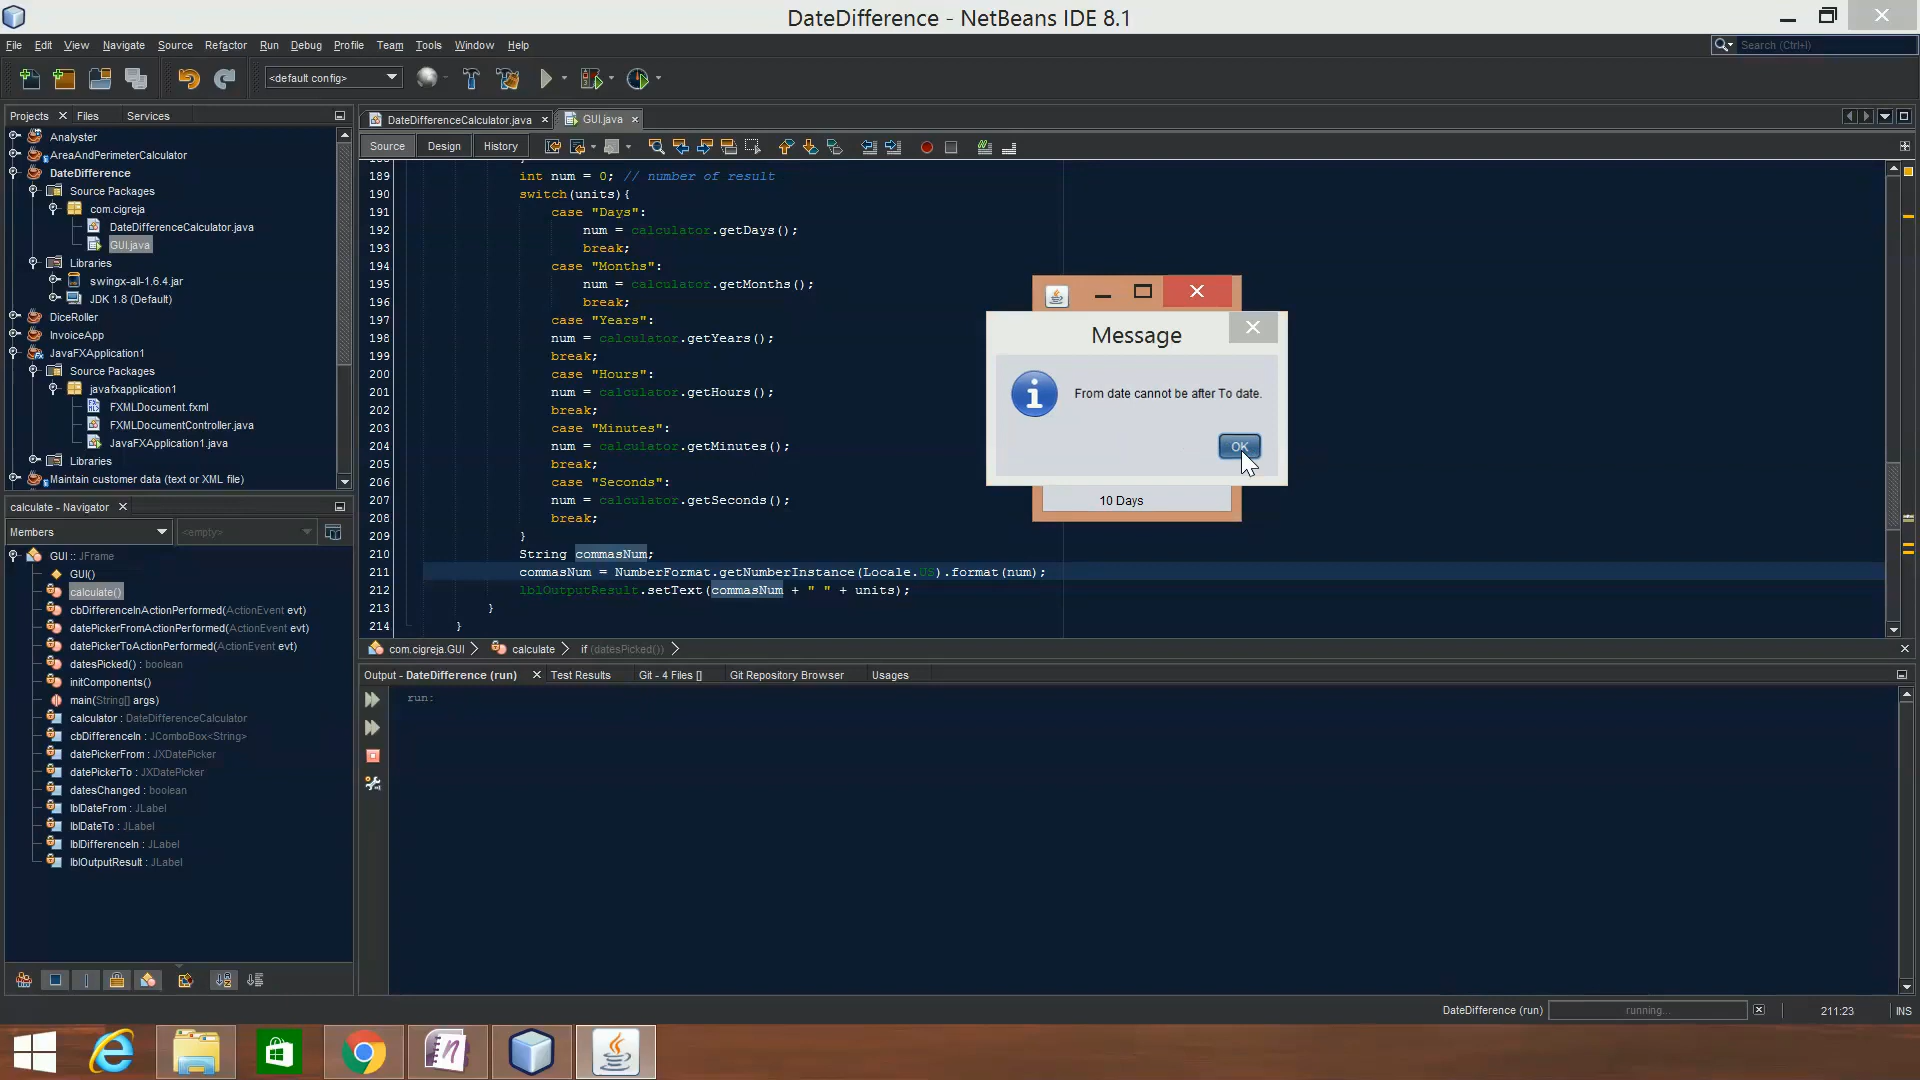 DateDifference - NetBeans IDE 8.1
File Edit View Navigate Source Refactor Run Debug Profile Team Tools Window Help
Search (Ctrl+I)
<default config>
Projects Files Services
Analyster
AreaAndPerimeterCalculator
DateDifference
Source Packages
com.cigreja
DateDifferenceCalculator.java
GUI.java
Libraries
swingx-all-1.6.4.jar
JDK 1.8 (Default)
DiceRoller
InvoiceApp
JavaFXApplication1
Source Packages
javafxapplication1
FXMLDocument.fxml
FXMLDocumentController.java
JavaFXApplication1.java
Libraries
Maintain customer data (text or XML file)
calculate - Navigator
Members <empty>
GUI :: JFrame
GUI()
calculate()
cbDifferenceInActionPerformed(ActionEvent evt)
datePickerFromActionPerformed(ActionEvent evt)
datePickerToActionPerformed(ActionEvent evt)
datesPicked() : boolean
initComponents()
main(String[] args)
calculator : DateDifferenceCalculator
cbDifferenceIn : JComboBox<String>
datePickerFrom : JXDatePicker
datePickerTo : JXDatePicker
datesChanged : boolean
lblDateFrom : JLabel
lblDateTo : JLabel
lblDifferenceIn : JLabel
lblOutputResult : JLabel
DateDifferenceCalculator.java GUI.java
Source Design History
189 int num = 0; // number of result
190 switch(units){
191 case "Days":
192 num = calculator.getDays();
193 break;
194 case "Months":
195 num = calculator.getMonths();
196 break;
197 case "Years":
198 num = calculator.getYears();
199 break;
200 case "Hours":
201 num = calculator.getHours();
202 break;
203 case "Minutes":
204 num = calculator.getMinutes();
205 break;
206 case "Seconds":
207 num = calculator.getSeconds();
208 break;
209 }
210 String commasNum;
211 commasNum = NumberFormat.getNumberInstance(Locale.US).format(num);
212 lblOutputResult.setText(commasNum + " " + units);
213 }
214 }
Message
From date cannot be after To date.
OK
10 Days
com.cigreja.GUI calculate if (datesPicked())
Output - DateDifference (run) Test Results Git - 4 Files [] Git Repository Browser Usages
run:
DateDifference (run) running... 211:23 INS